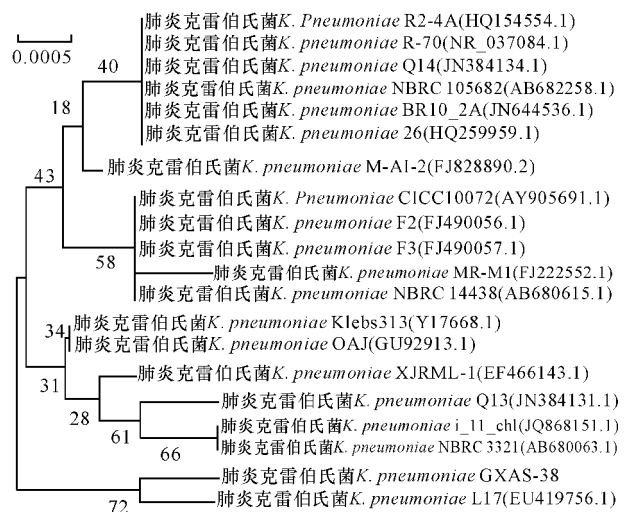 肺炎克雷伯氏菌K. Pneumoniae R2-4A(HQ154554.1)
0.0005
肺炎克雷伯氏菌K. pneumoniae R-70(NR_037084.1)
40
肺炎克雷伯氏菌K. pneumoniae Q14(JN384134.1)
肺炎克雷伯氏菌K. pneumoniae NBRC 105682(AB682258.1)
18
肺炎克雷伯氏菌K. pneumoniae BR10_2A(JN644536.1)
肺炎克雷伯氏菌K. pneumoniae 26(HQ259959.1)
肺炎克雷伯氏菌K. pneumoniae M-AI-2(FJ828890.2)
43
肺炎克雷伯氏菌K. Pneumoniae CICC10072(AY905691.1)
肺炎克雷伯氏菌K. pneumoniae F2(FJ490056.1)
肺炎克雷伯氏菌K. pneumoniae F3(FJ490057.1)
58
肺炎克雷伯氏菌K. pneumoniae MR-M1(FJ222552.1)
肺炎克雷伯氏菌K. pneumoniae NBRC 14438(AB680615.1)
肺炎克雷伯氏菌K. pneumoniae Klebs313(Y17668.1)
34
肺炎克雷伯氏菌K. pneumoniae OAJ(GU92913.1)
肺炎克雷伯氏菌K. pneumoniae XJRML-1(EF466143.1)
31
肺炎克雷伯氏菌K. pneumoniae Q13(JN384131.1)
28
肺炎克雷伯氏菌K. pneumoniae i_11_chl(JQ868151.1)
61
肺炎克雷伯氏菌K. pneumoniae NBRC 3321(AB680063.1)
66
肺炎克雷伯氏菌K. pneumoniae GXAS-38
肺炎克雷伯氏菌K. pneumoniae L17(EU419756.1)
72